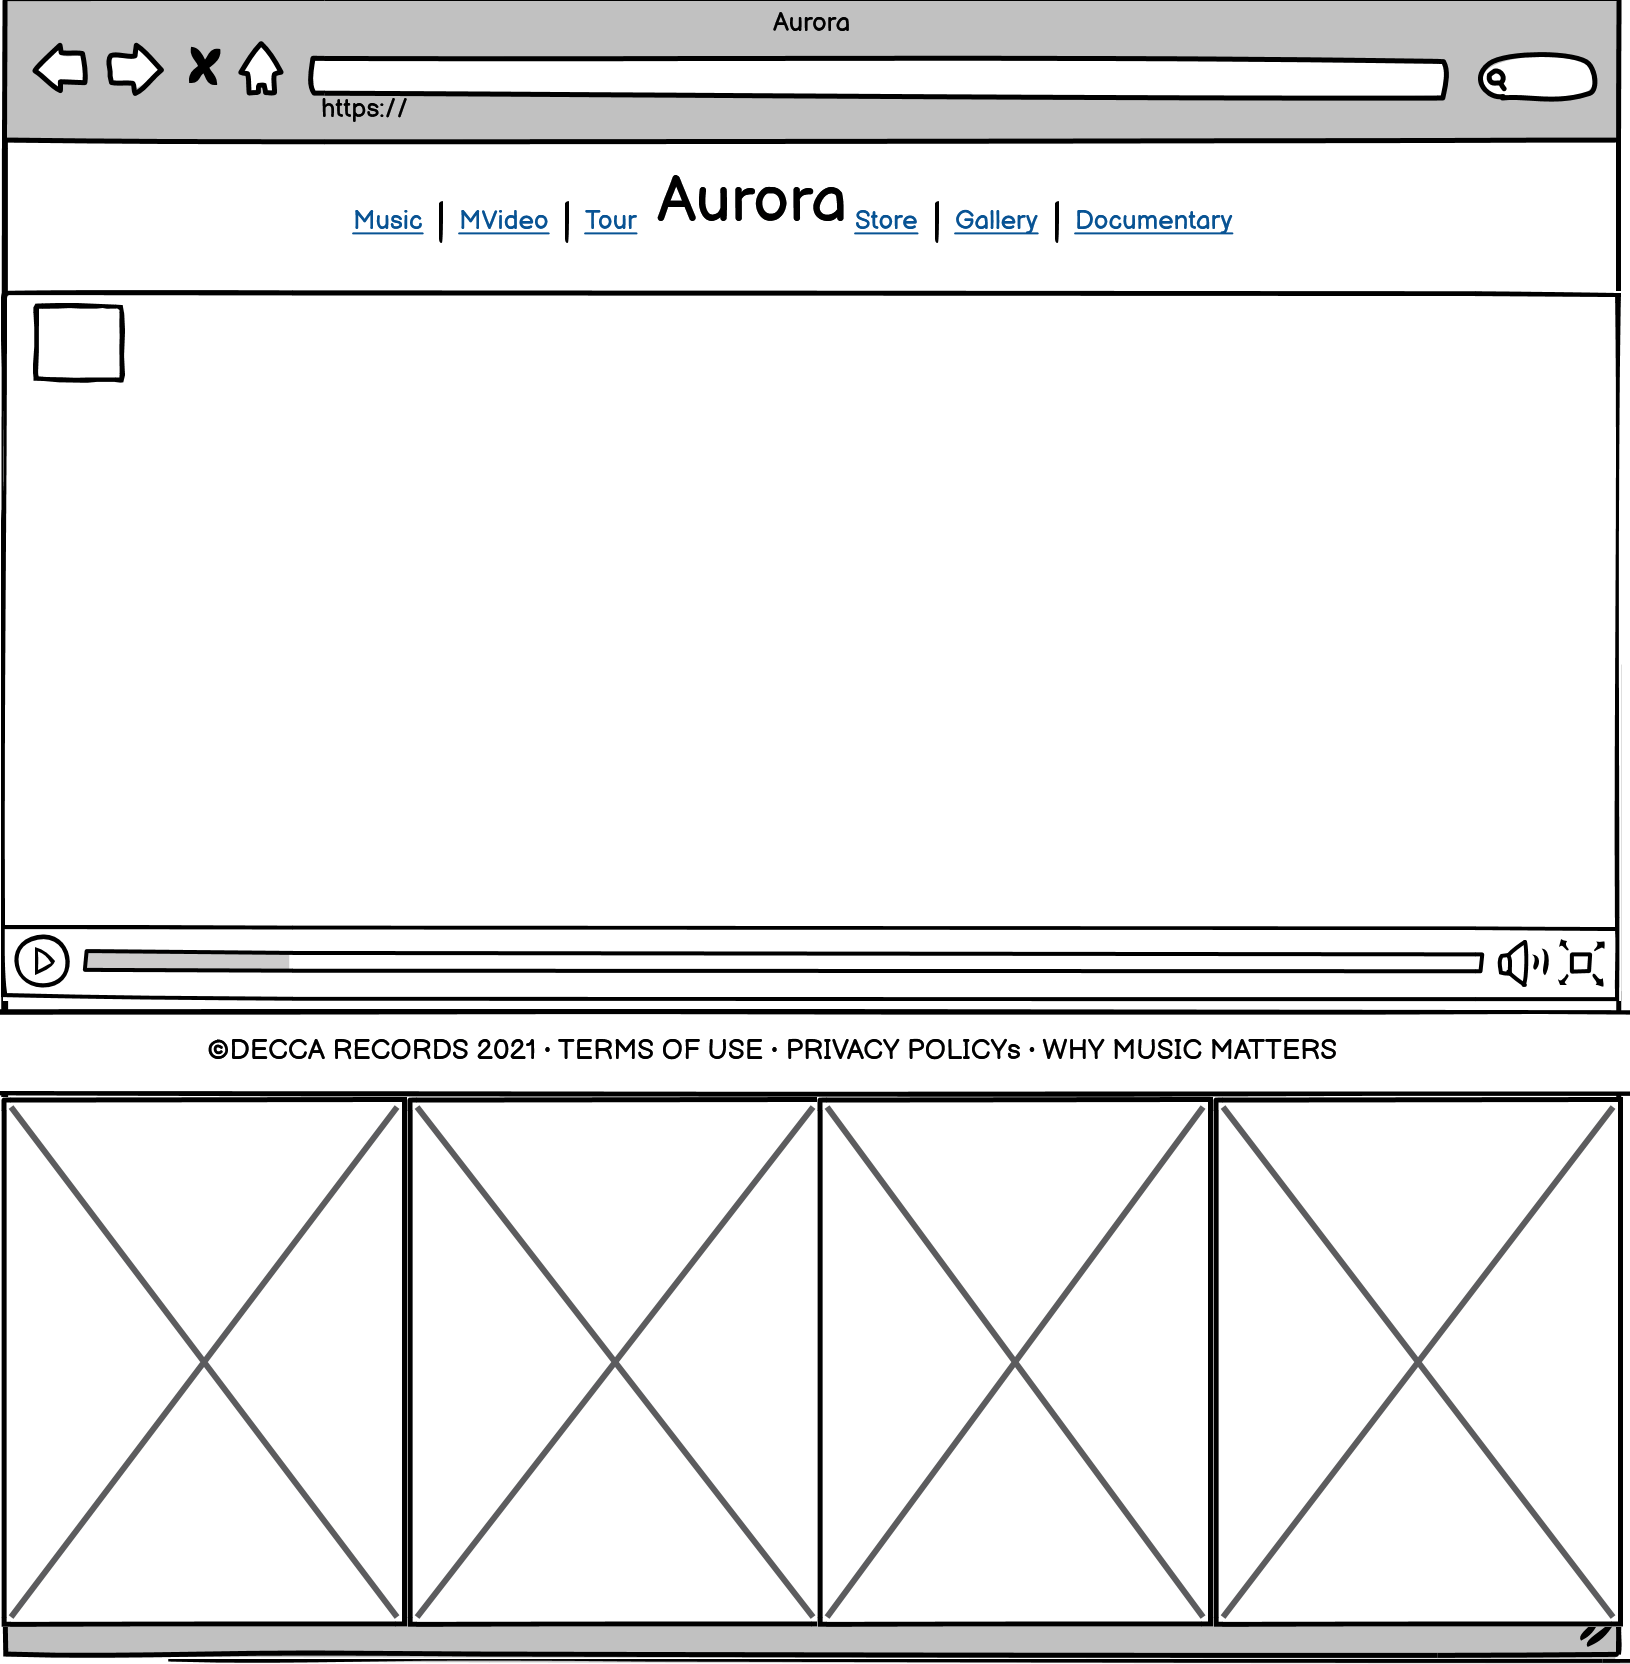 Aurora
https://
Music | MVideo | Tour Aurora Store | Gallery | Documentary
©DECCA RECORDS 2021 · TERMS OF USE · PRIVACY POLICYs · WHY MUSIC MATTERS